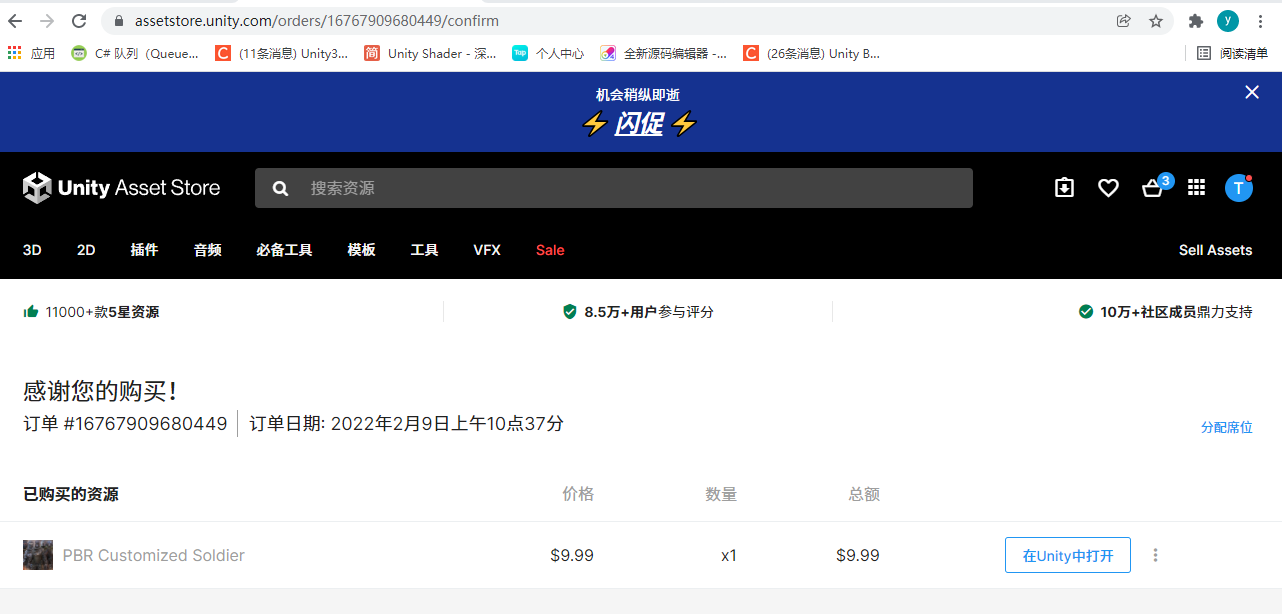 assetstore.unity.com/orders/16767909680449/confirm
y
应用
C# 队列（Queue...
C
(11条消息) Unity3...
简
Unity Shader - 深...
Top
个人中心
全新源码编辑器 -...
C
(26条消息) Unity B...
阅读清单
机会稍纵即逝
闪促
Unity Asset Store
搜索资源
3
T
3D
2D
插件
音频
必备工具
模板
工具
VFX
Sale
Sell Assets
11000+款5星资源
8.5万+用户参与评分
10万+社区成员鼎力支持
感谢您的购买！
订单 #16767909680449
订单日期: 2022年2月9日上午10点37分
分配席位
已购买的资源
价格
数量
总额
PBR Customized Soldier
$9.99
x1
$9.99
在Unity中打开